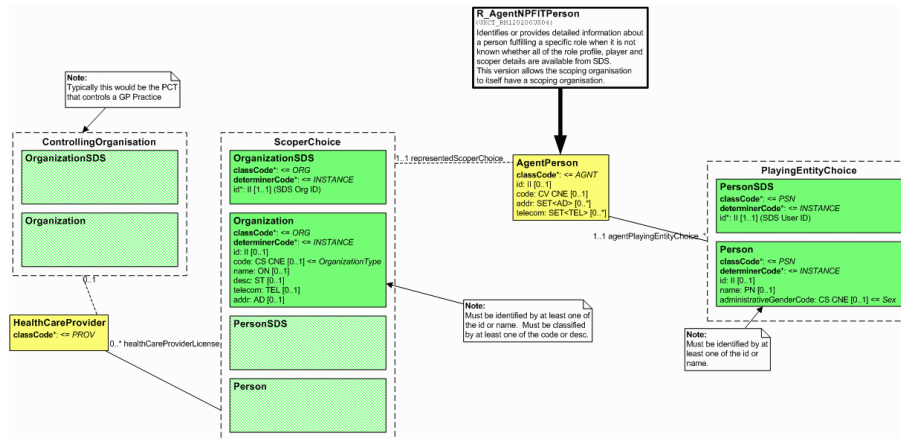 R_AgentNPFITPerson
(UKCT_RM120200UK04)
Identifies or provides detailed information about
a person fulfilling a specific role when it is not
known whether all of the role profile, player and
scoper details are available from SDS.
This version allows the scoping organisation
to itself have a scoping organisation.
Note:
Typically this would be the PCT
that controls a GP Practice
ControllingOrganisation
OrganizationSDS
Organization
0..1
HealthCareProvider
classCode*: <= PROV
0..* healthCareProviderLicense
ScoperChoice
OrganizationSDS
classCode*: <= ORG
determinerCode*: <= INSTANCE
id*: II [1..1] (SDS Org ID)
Organization
classCode*: <= ORG
determinerCode*: <= INSTANCE
id: II [0..1]
code: CS CNE [0..1] <= OrganizationType
name: ON [0..1]
desc: ST [0..1]
telecom: TEL [0..1]
addr: AD [0..1]
PersonSDS
Person
1..1 representedScoperChoice
AgentPerson
classCode*: <= AGNT
id: II [0..1]
code: CV CNE [0..1]
addr: SET<AD> [0..*]
telecom: SET<TEL> [0..*]
1..1 agentPlayingEntityChoice *
Note:
Must be identified by at least one of
the id or name. Must be classified
by at least one of the code or desc.
PlayingEntityChoice
PersonSDS
classCode*: <= PSN
determinerCode*: <= INSTANCE
id*: II [1..1] (SDS User ID)
Person
classCode*: <= PSN
determinerCode*: <= INSTANCE
id: II [0..1]
name: PN [0..1]
administrativeGenderCode: CS CNE [0..1] <= Sex
Note:
Must be identified by at
least one of the id or
name.